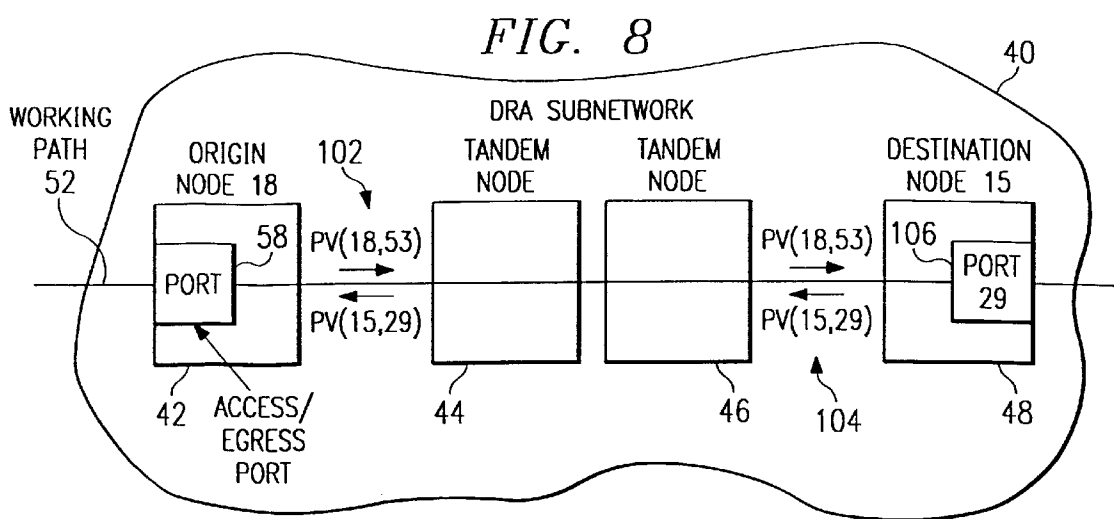 FIG. 8
40
DRA SUBNETWORK
WORKING
PATH
52
ORIGIN
NODE 18
102
TANDEM
NODE
TANDEM
NODE
DESTINATION
NODE 15
58
PV(18,53)
PV(18,53)
106
PORT
PORT
29
PV(15,29)
PV(15,29)
42
ACCESS/
EGRESS
PORT
44
46
104
48